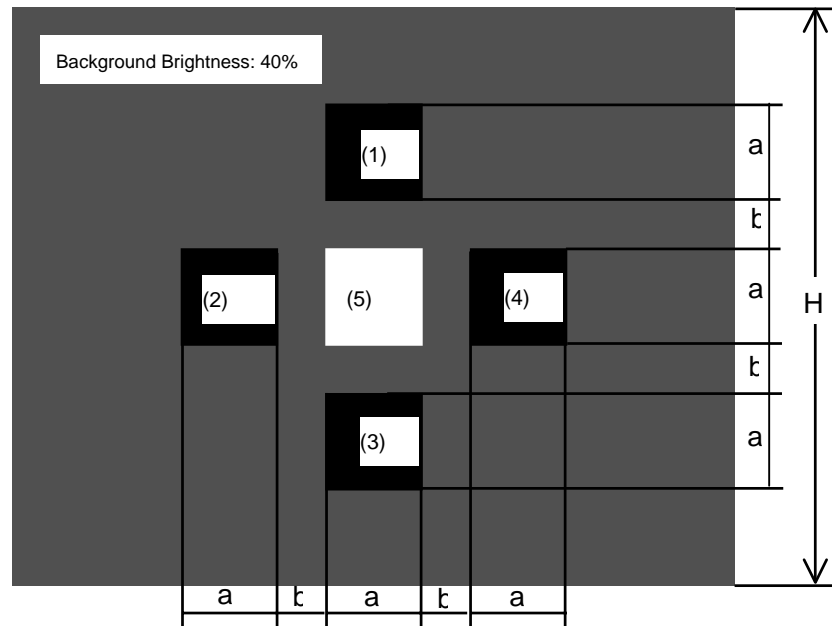 Background Brightness: 40%
(1)
a
b
(2)
(5)
(4)
a
H
b
(3)
a
a b a b a